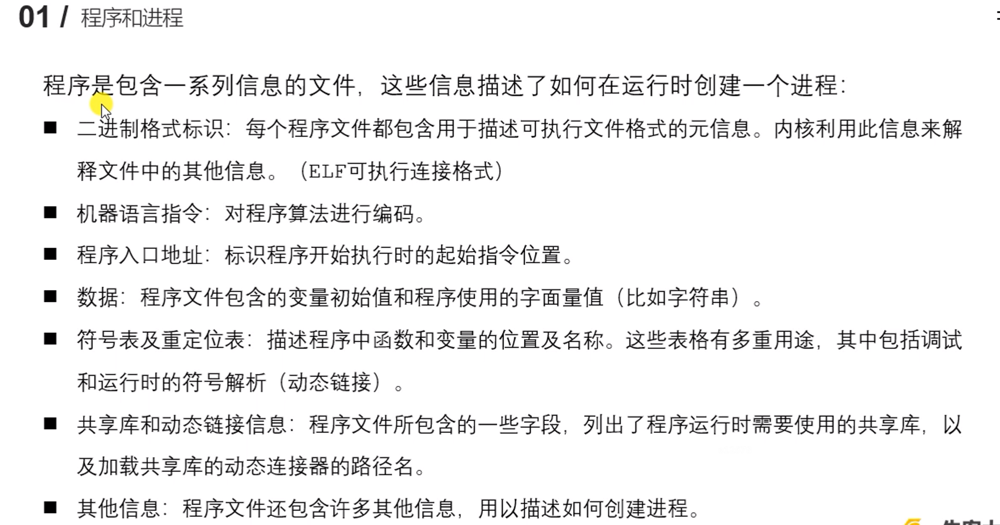 01 / 程序和进程
程序是包含一系列信息的文件，这些信息描述了如何在运行时创建一个进程：
■ 二进制格式标识：每个程序文件都包含用于描述可执行文件格式的元信息。内核利用此信息来解
释文件中的其他信息。（ELF可执行连接格式）
■ 机器语言指令：对程序算法进行编码。
■ 程序入口地址：标识程序开始执行时的起始指令位置。
■ 数据：程序文件包含的变量初始值和程序使用的字面量值（比如字符串）。
■ 符号表及重定位表：描述程序中函数和变量的位置及名称。这些表格有多重用途，其中包括调试
和运行时的符号解析（动态链接）。
■ 共享库和动态链接信息：程序文件所包含的一些字段，列出了程序运行时需要使用的共享库，以
及加载共享库的动态连接器的路径名。
■ 其他信息：程序文件还包含许多其他信息，用以描述如何创建进程。